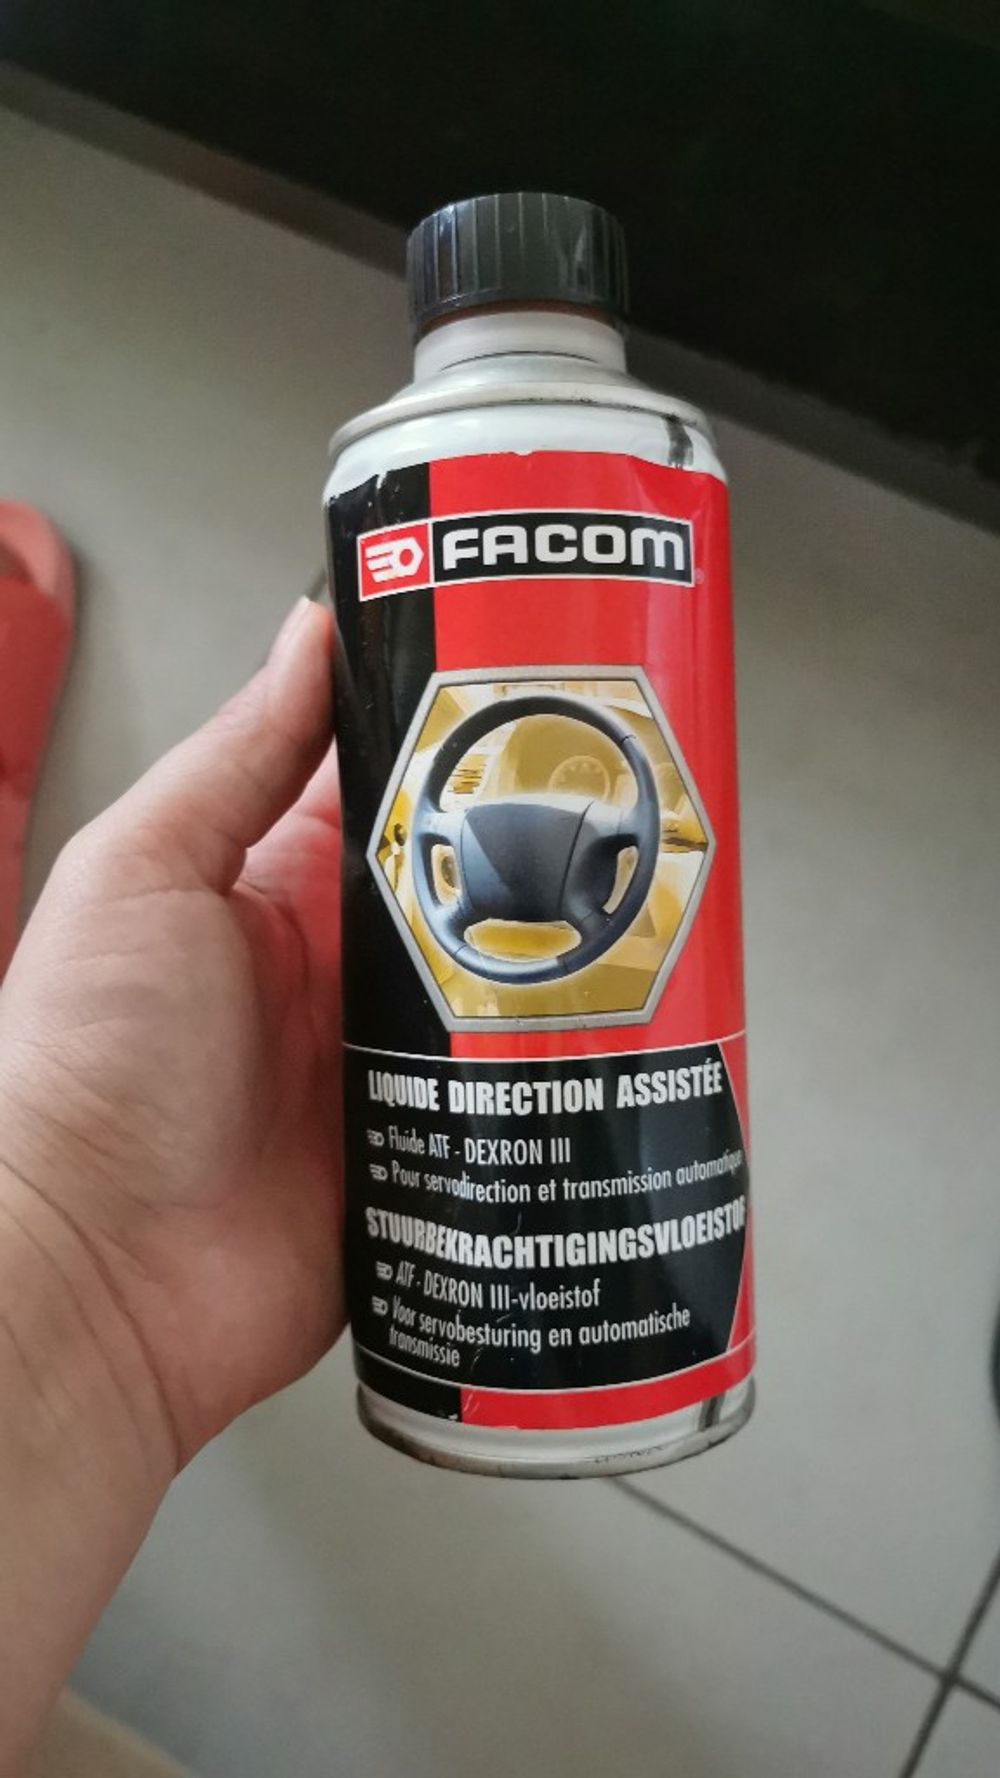 FACOM
LIQUIDE DIRECTION ASSISTÉE
Fluide ATF - DEXRON III
Pour servodirection et transmission automatique
STUURBEKRACHTIGINGSVLOEISTOF
ATF - DEXRON III-vloeistof
Voor servobesturing en automatische
transmissie